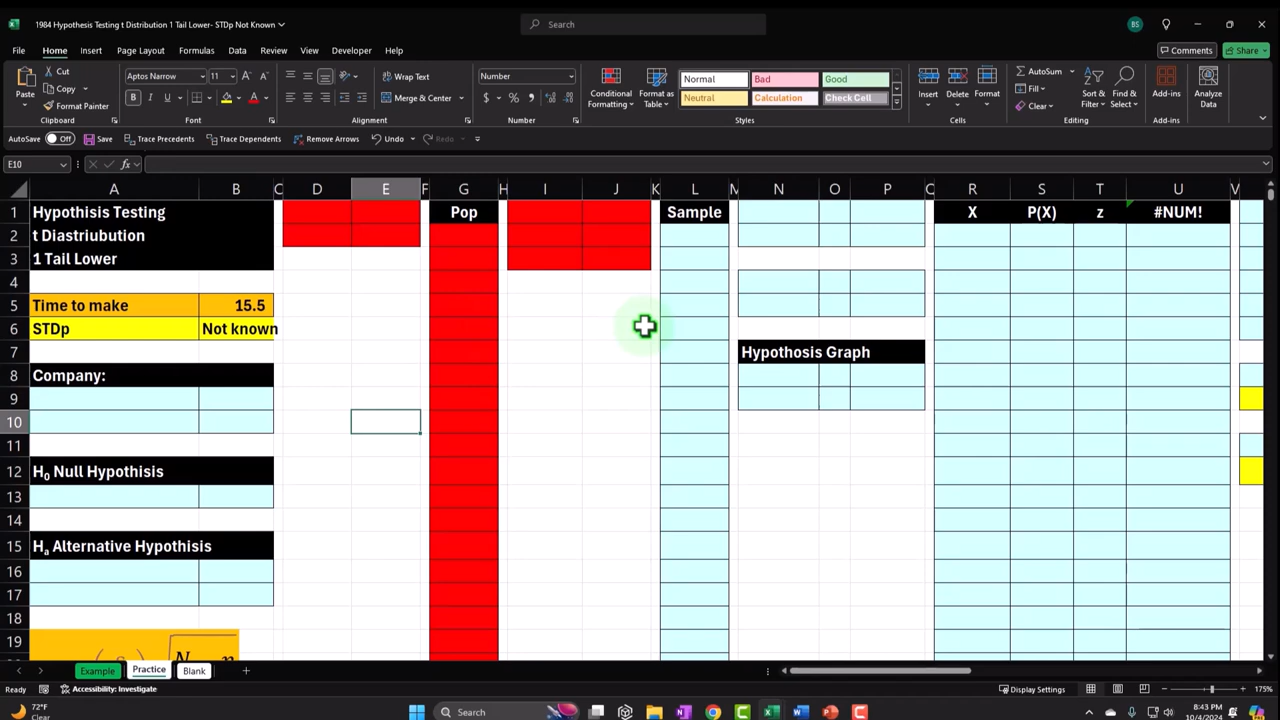 1984 Hypothesis Testing t Distribution 1 Tail Lower- STDp Not Known
Search
BS
File Home Insert Page Layout Formulas Data Review View Developer Help
Comments Share
Paste
Cut
Copy
Format Painter
Clipboard
Aptos Narrow 11
B I U
Font
Wrap Text
Merge & Center
Alignment
Number
$ %
Number
Conditional Formatting
Format as Table
Normal Bad Good
Neutral Calculation Check Cell
Styles
Insert Delete Format
Cells
AutoSum
Fill
Clear
Sort & Filter
Find & Select
Editing
Add-ins
Add-ins
Analyze Data
AutoSave Off Save Trace Precedents Trace Dependents Remove Arrows Undo Redo
E10 fx
A B C D E F G H I J K L M N O P Q R S T U V
1 Hypothisis Testing Pop Sample X P(X) z #NUM!
2 t Diastriubution
3 1 Tail Lower
4
5 Time to make 15.5
6 STDp Not known
7 Hypothosis Graph
8 Company:
9
10
11
12 H0 Null Hypothisis
13
14
15 Ha Alternative Hypothisis
16
17
18
19
Example Practice Blank
Ready Accessibility: Investigate Display Settings 175%
72°F
Clear
Search
8:43 PM
10/4/2024